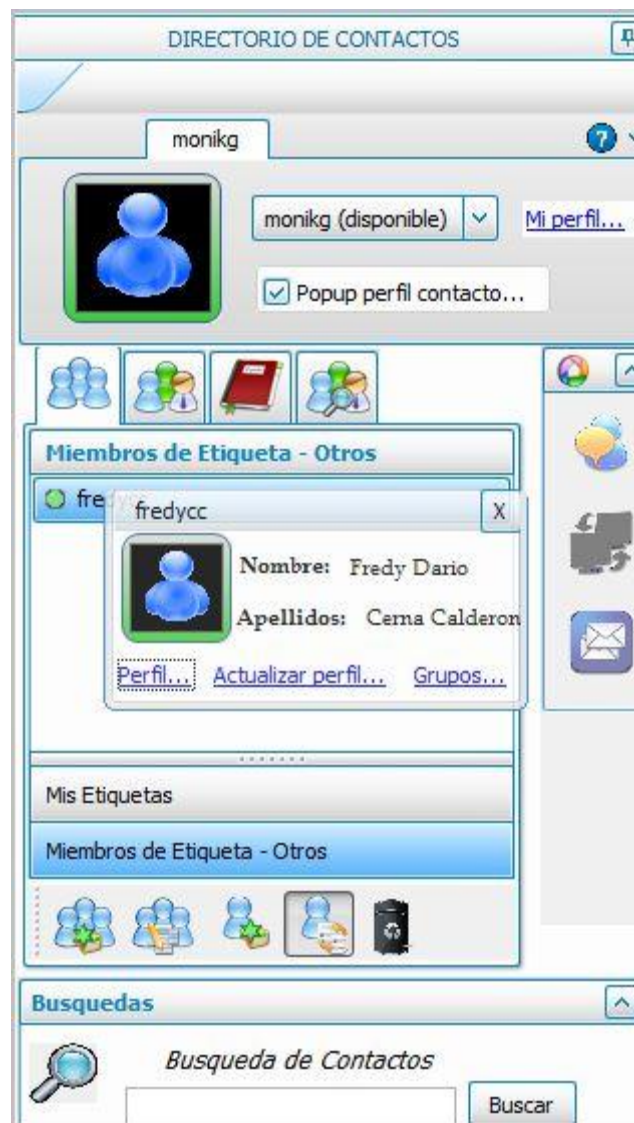 DIRECTORIO DE CONTACTOS
monikg
monikg (disponible)
Mi perfil...
Popup perfil contacto...
Miembros de Etiqueta - Otros
fredycc
X
Nombre: Fredy Dario
Apellidos: Cerna Calderon
Perfil... Actualizar perfil... Grupos...
Mis Etiquetas
Miembros de Etiqueta - Otros
Busquedas
Busqueda de Contactos
Buscar